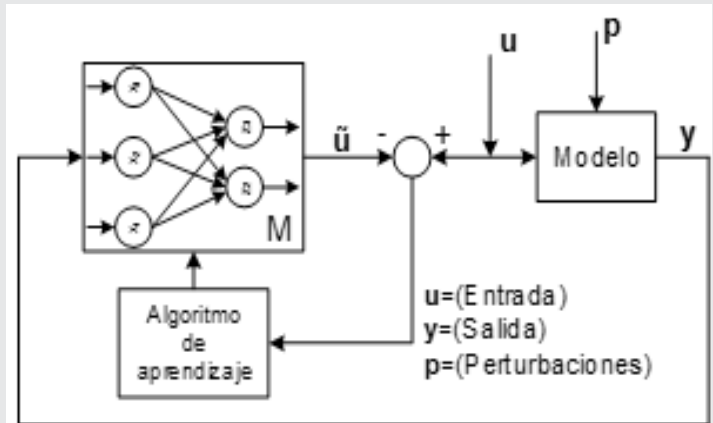 u
p
ũ
-
+
Modelo
y
M
Algoritmo
de
aprendizaje
u=(Entrada)
y=(Salida)
p=(Perturbaciones)